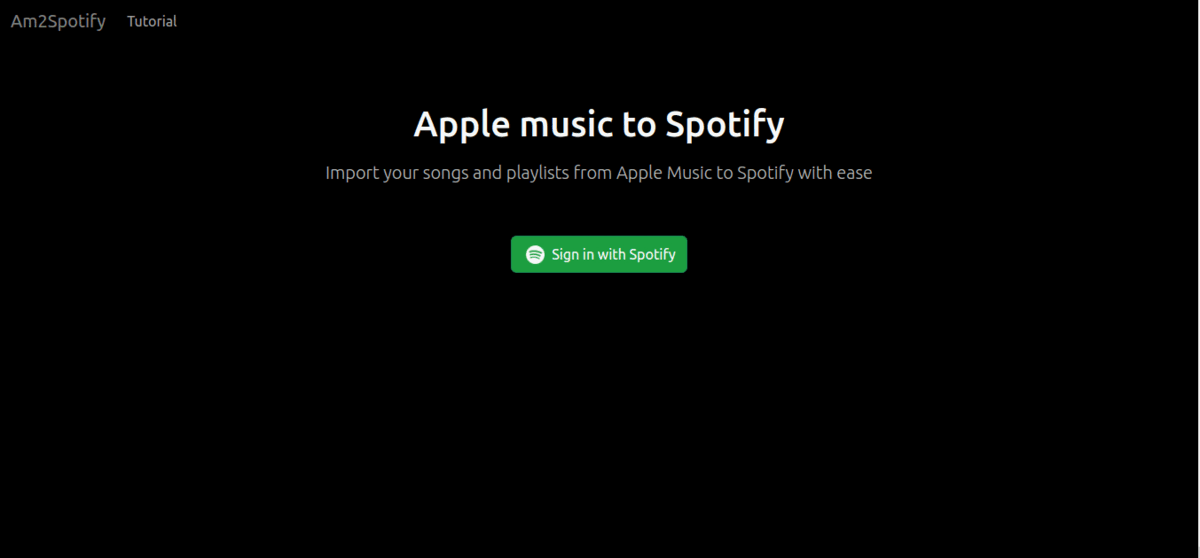 Am2Spotify Tutorial
Apple music to Spotify
Import your songs and playlists from Apple Music to Spotify with ease
Sign in with Spotify